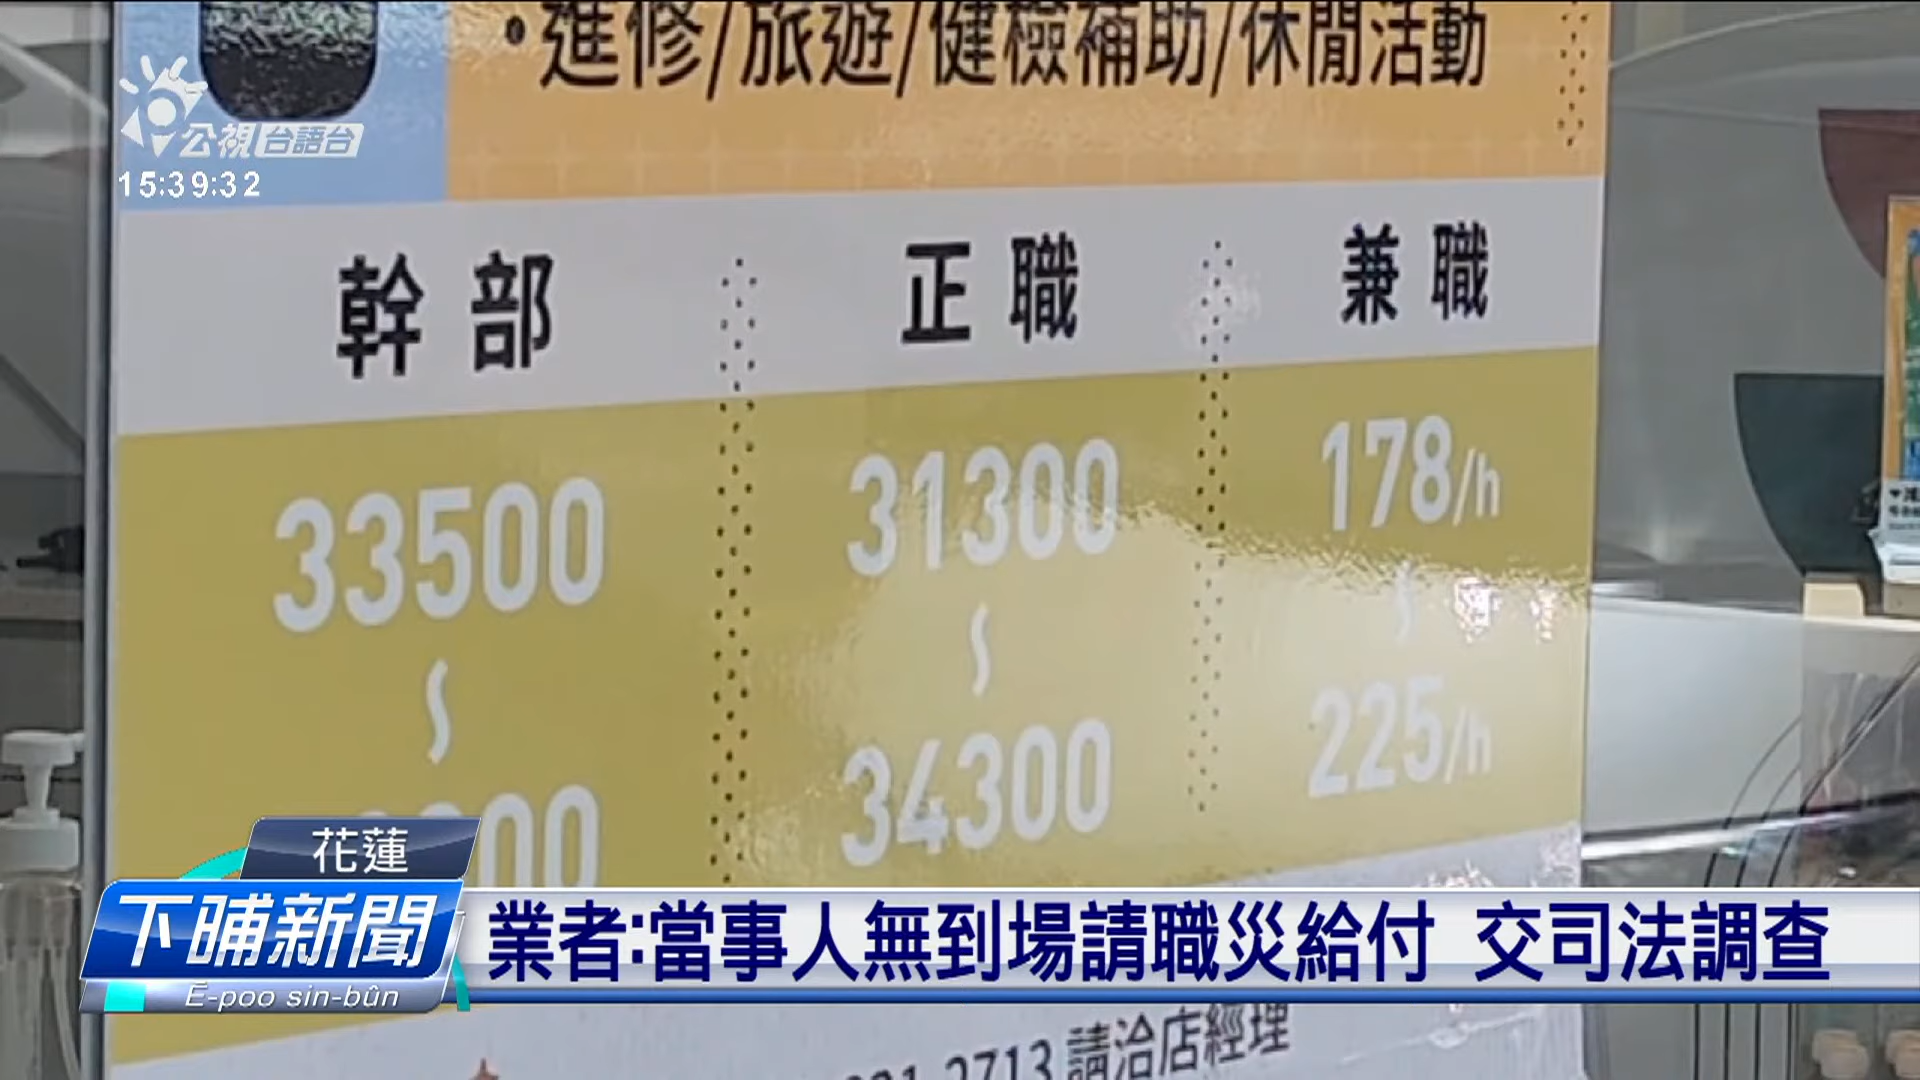 •進修/旅遊/健檢補助/休閒活動
公視台語台
15:39:32
幹部 正職 兼職
33500 31300 178/h
~ ~ ~
00 34300 225/h
花蓮
下晡新聞
Ē-poo sin-bûn
業者:當事人無到場請職災給付 交司法調查
2713 請洽店經理